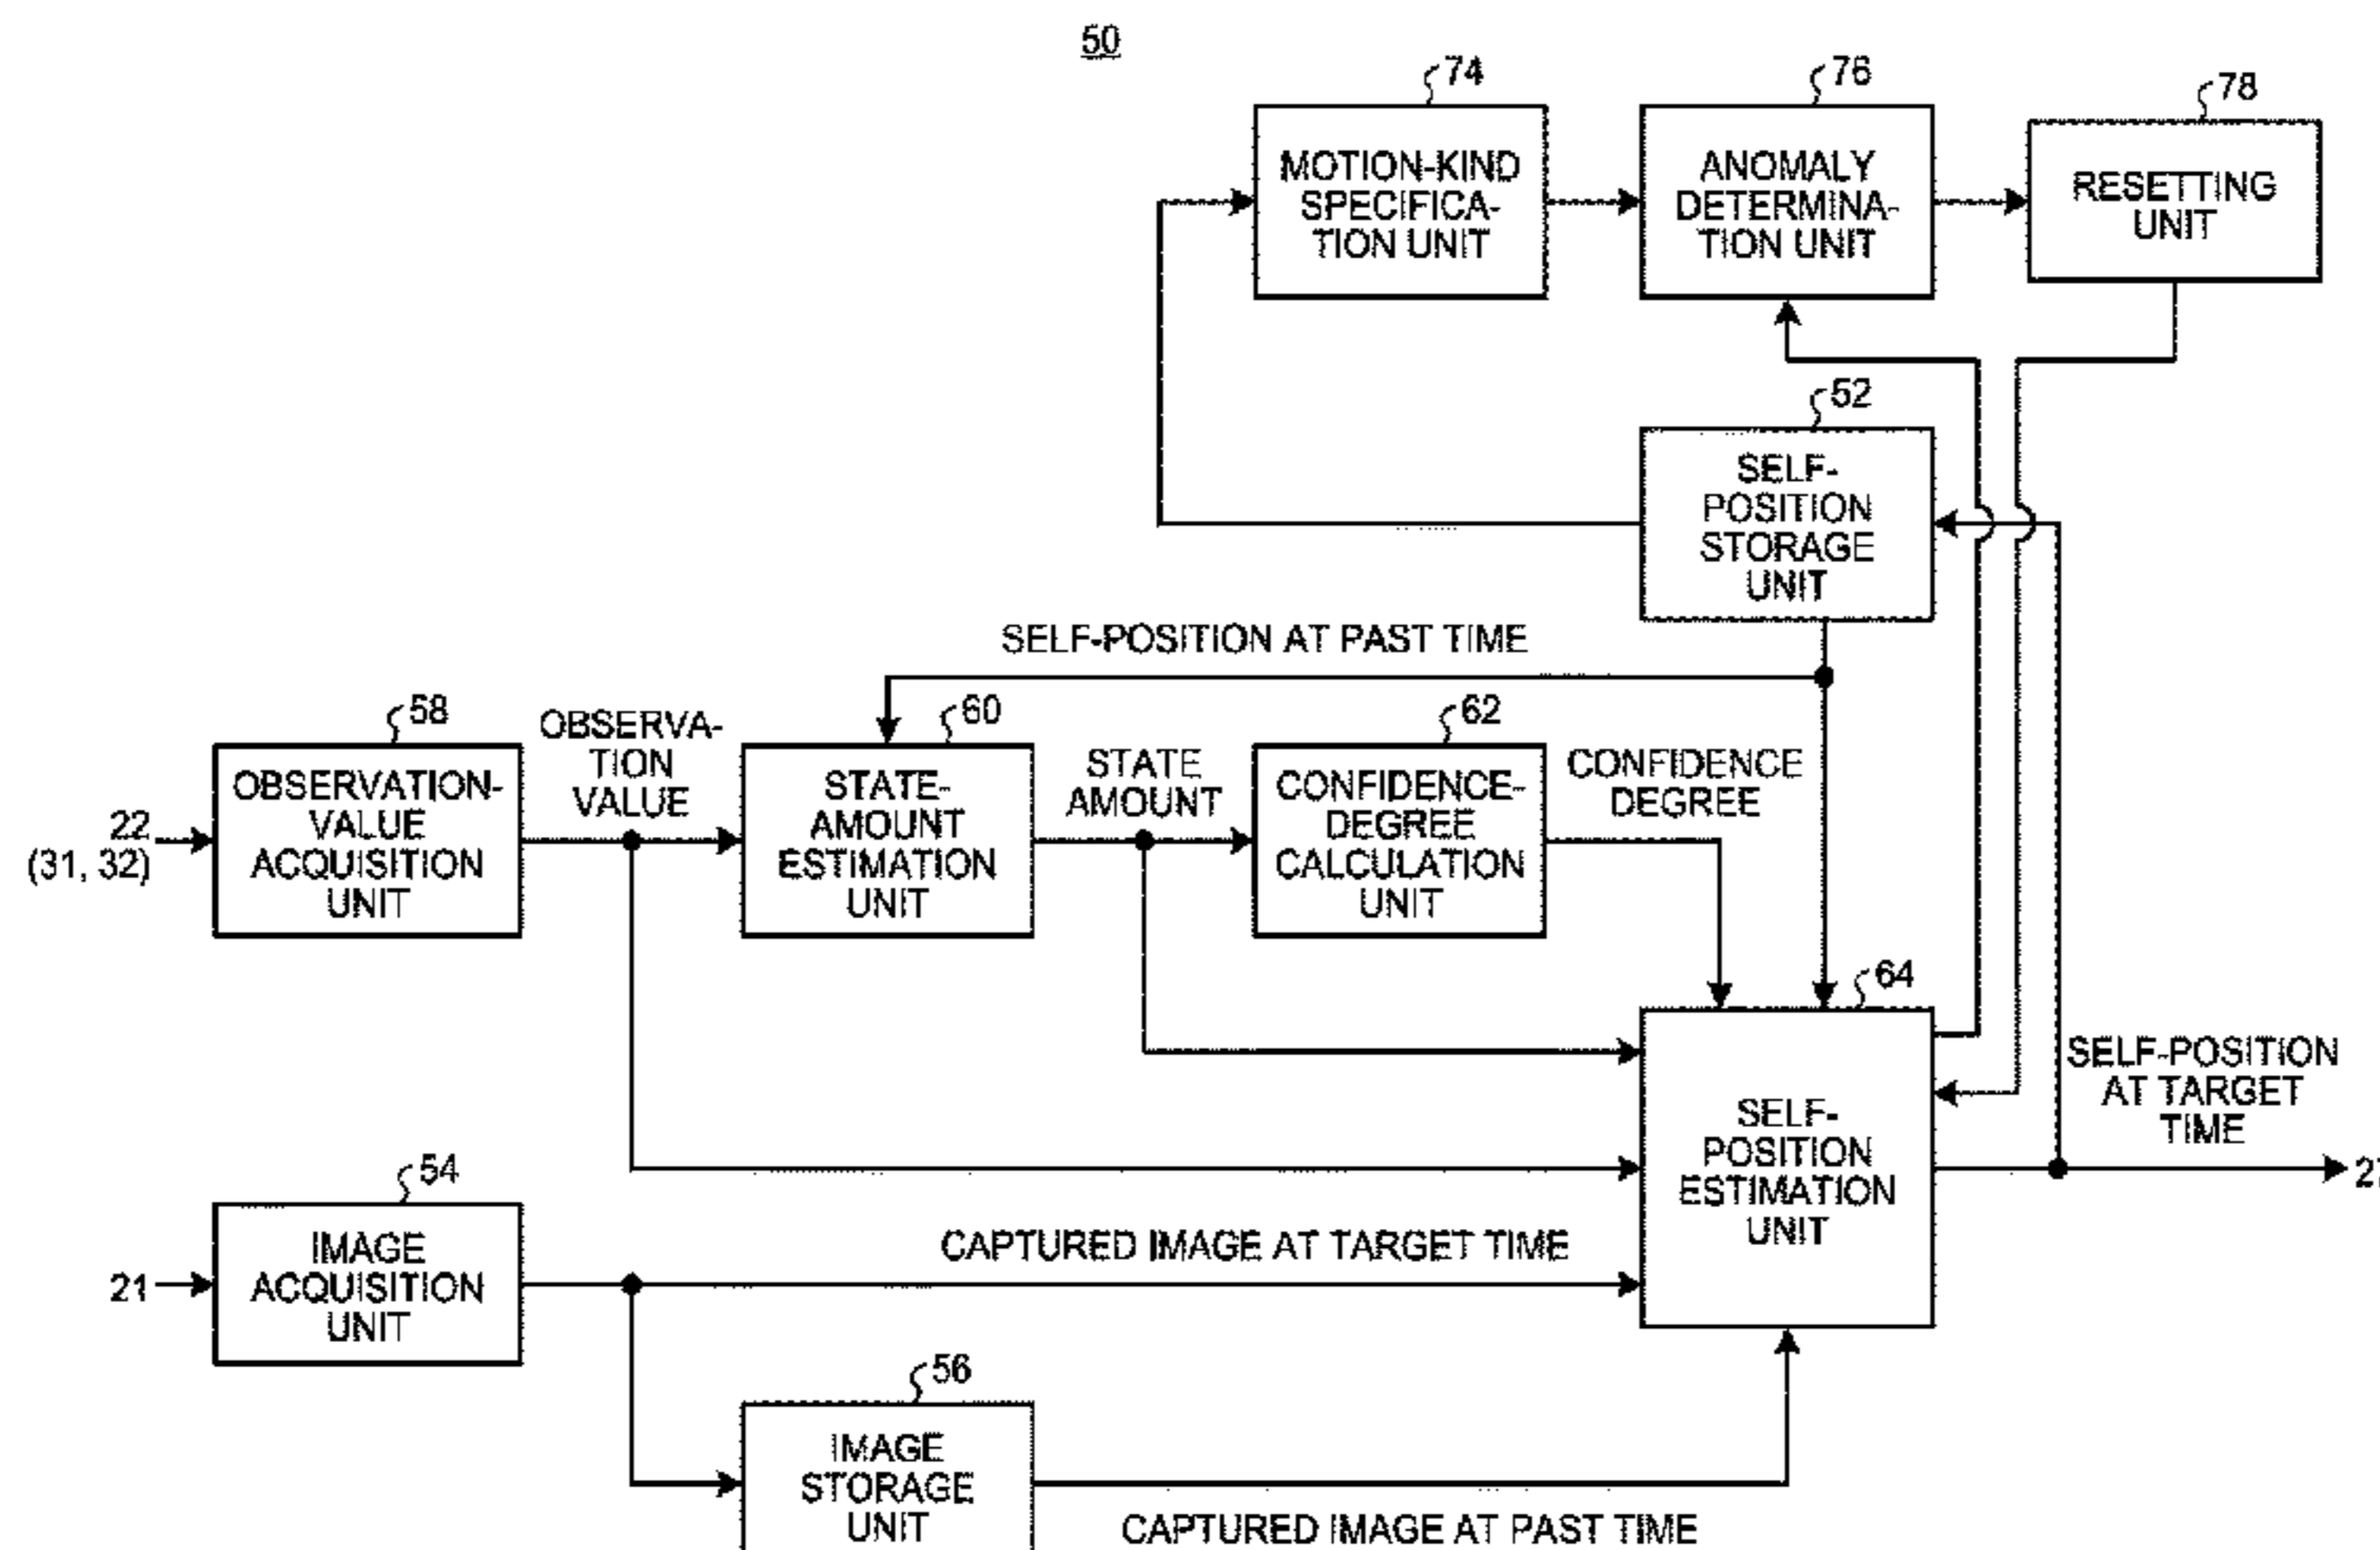 50
74
76
78
MOTION-KIND
SPECIFICA-
TION UNIT
ANOMALY
DETERMINA-
TION UNIT
RESETTING
UNIT
52
SELF-
POSITION
STORAGE
UNIT
SELF-POSITION AT PAST TIME
58
OBSERVATION-
VALUE
ACQUISITION
UNIT
22
(31, 32)
OBSERVA-
TION
VALUE
60
STATE-
AMOUNT
ESTIMATION
UNIT
STATE
AMOUNT
62
CONFIDENCE-
DEGREE
CALCULATION
UNIT
CONFIDENCE
DEGREE
64
SELF-
POSITION
ESTIMATION
UNIT
SELF-POSITION
AT TARGET
TIME
54
21
IMAGE
ACQUISITION
UNIT
CAPTURED IMAGE AT TARGET TIME
56
IMAGE
STORAGE
UNIT
CAPTURED IMAGE AT PAST TIME